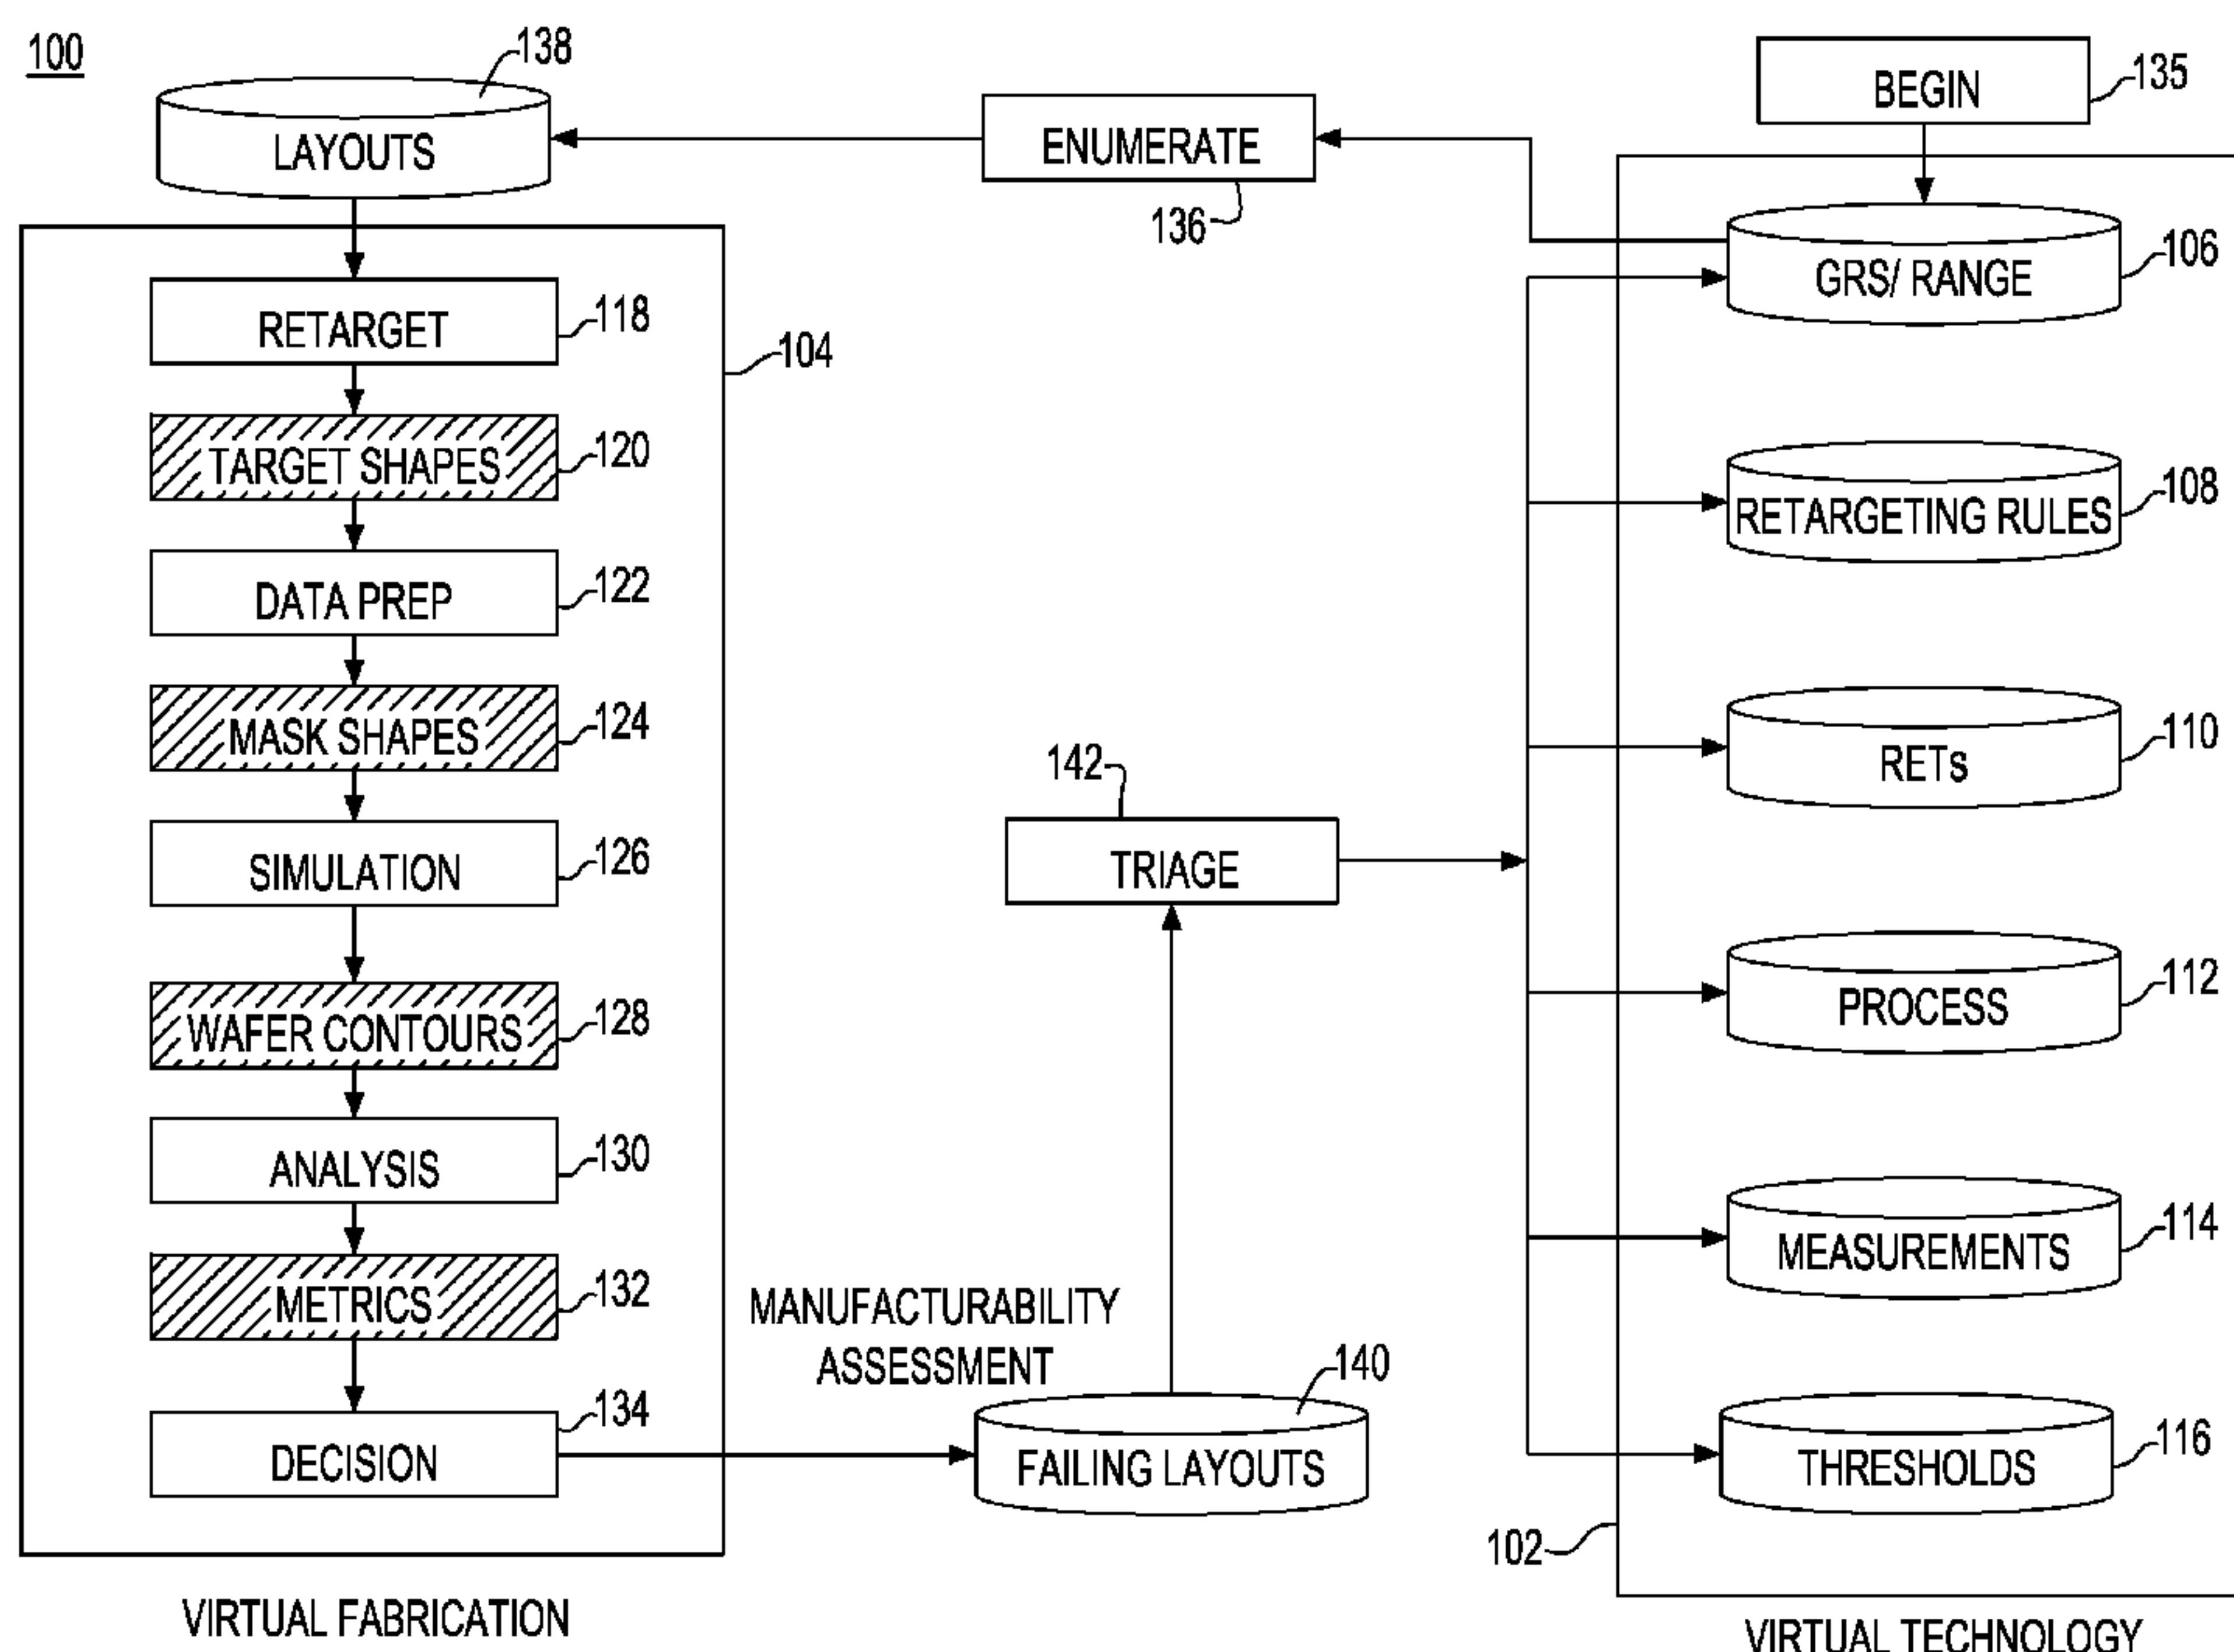 100
138
LAYOUTS
ENUMERATE
136
BEGIN
135
GRS/ RANGE
106
RETARGET
118
104
TARGET SHAPES
120
DATA PREP
122
MASK SHAPES
124
SIMULATION
126
WAFER CONTOURS
128
ANALYSIS
130
METRICS
132
DECISION
134
VIRTUAL FABRICATION
MANUFACTURABILITY
ASSESSMENT
140
FAILING LAYOUTS
142
TRIAGE
RETARGETING RULES
108
RETs
110
PROCESS
112
MEASUREMENTS
114
THRESHOLDS
116
102
VIRTUAL TECHNOLOGY